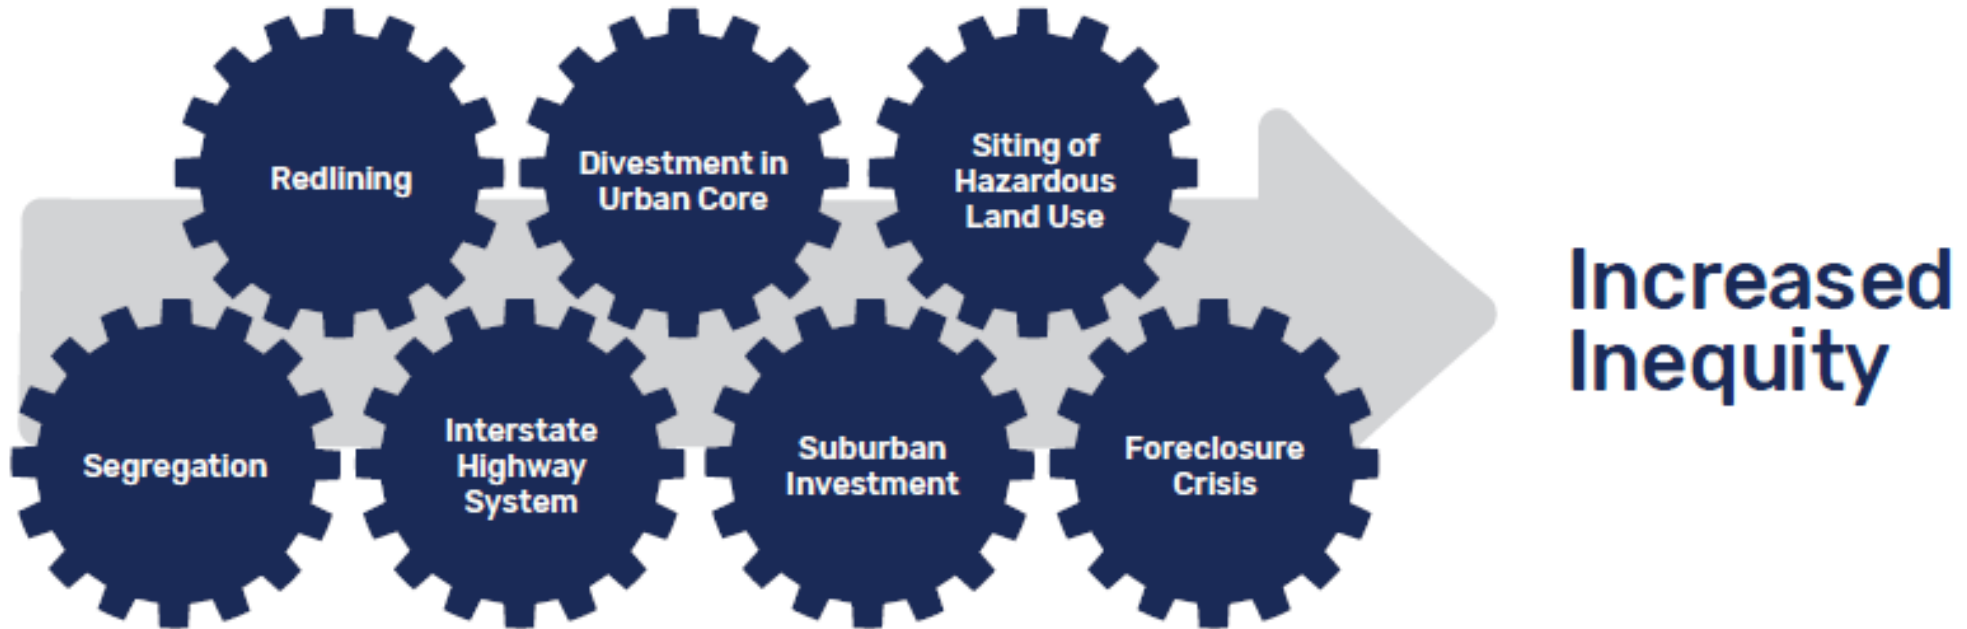 Redlining
Divestment in
Urban Core
Siting of
Hazardous
Land Use
Segregation
Interstate
Highway
System
Suburban
Investment
Foreclosure
Crisis
Increased
Inequity